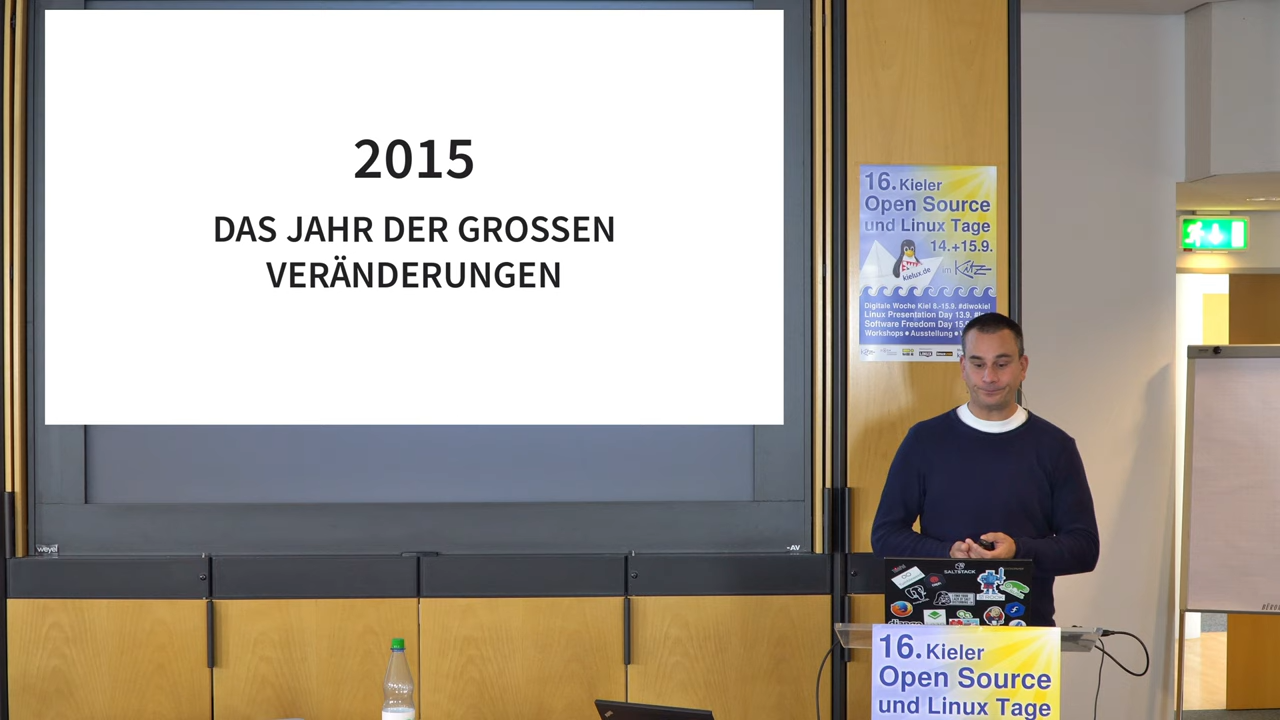 2015
DAS JAHR DER GROSSEN
VERÄNDERUNGEN
weyel
-AV
16. Kieler
Open Source
und Linux Tage
14.+15.9.
kielux.de
im Kitz
Digitale Woche Kiel 8.-15.9. #diwokiel
Linux Presentation Day 13.9.
Software Freedom Day 15
Workshops • Ausstellung •
SALTSTACK
16. Kieler
Open Source
und Linux Tage